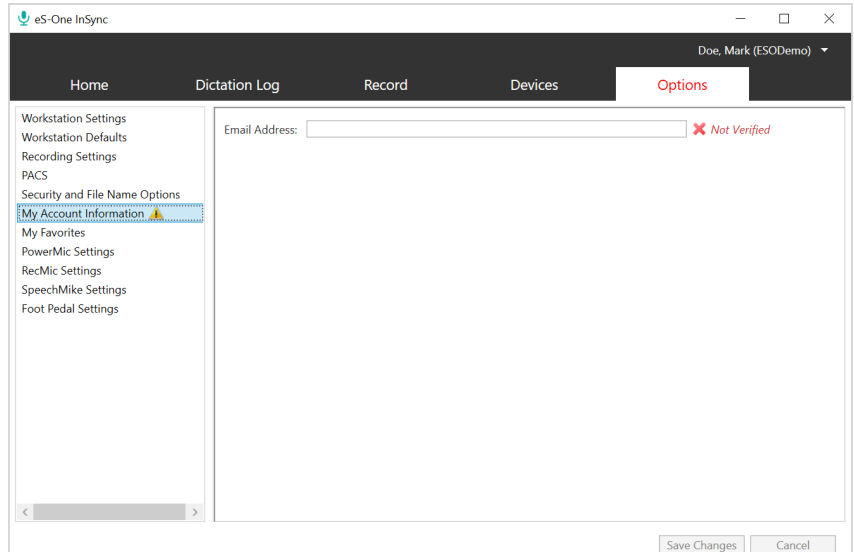 eS-One InSync
Doe, Mark (ESODemo)
Home Dictation Log Record Devices Options
Workstation Settings
Workstation Defaults
Recording Settings
PACS
Security and File Name Options
My Account Information
My Favorites
PowerMic Settings
RecMic Settings
SpeechMike Settings
Foot Pedal Settings
Email Address: Not Verified
Save Changes Cancel